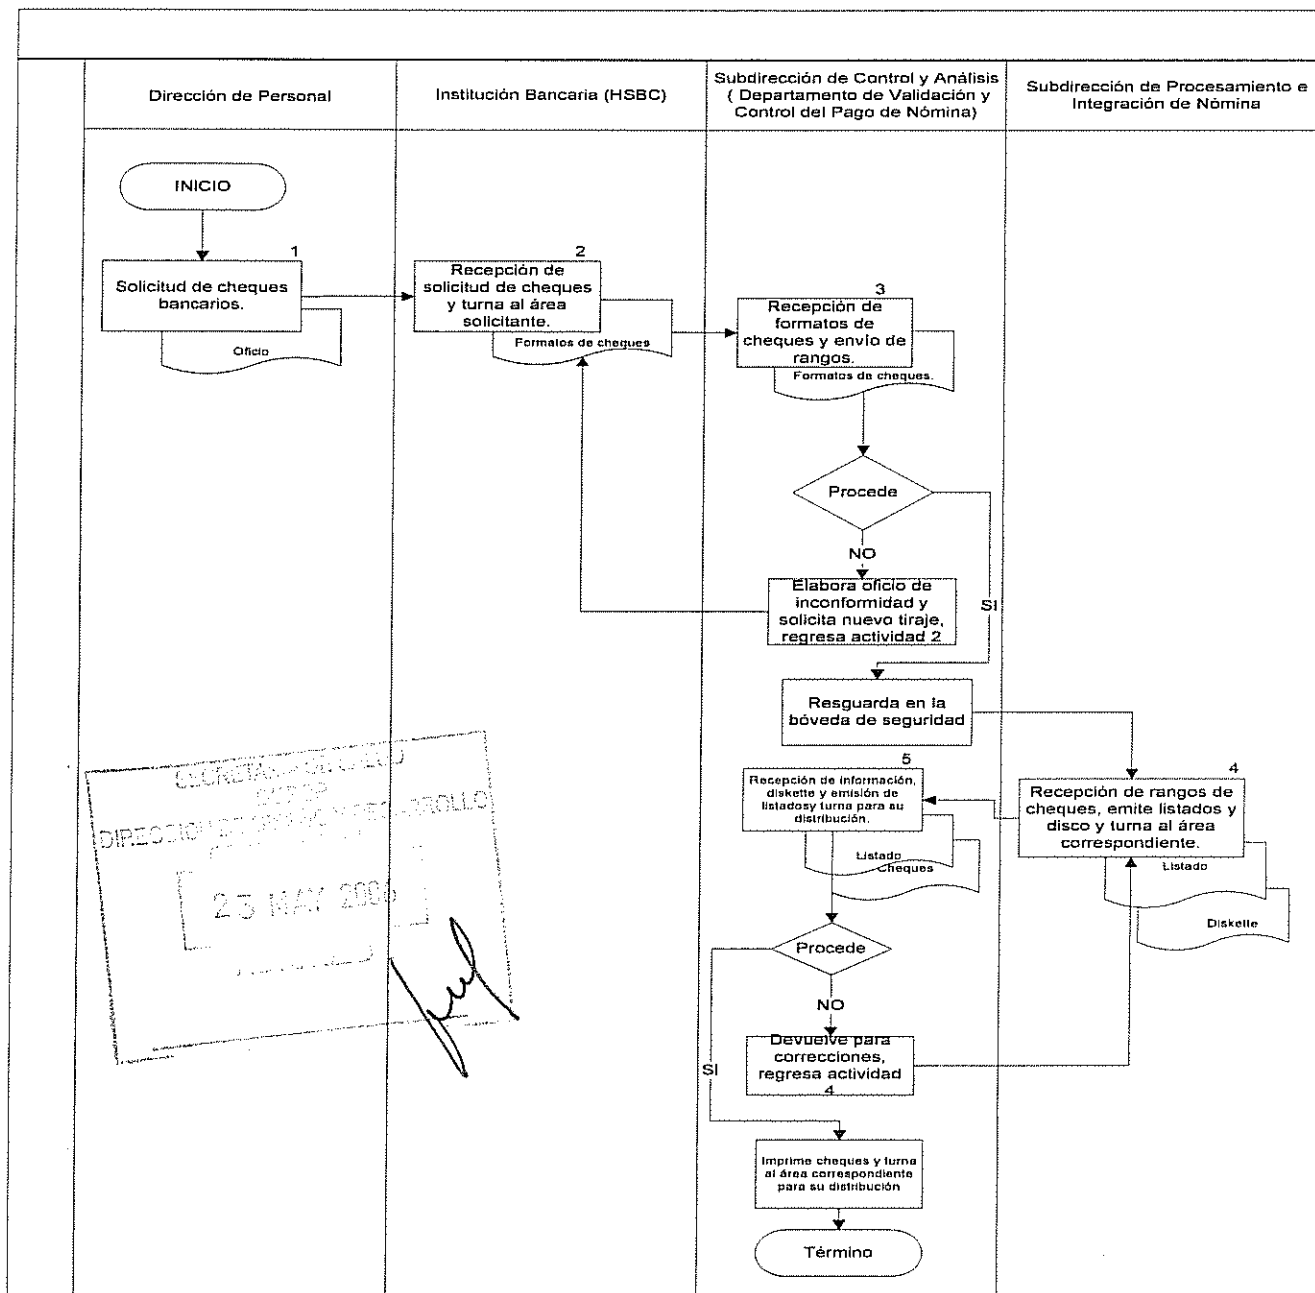 Dirección de Personal
Institución Bancaria (HSBC)
Subdirección de Control y Análisis
( Departamento de Validación y
Control del Pago de Nómina)
Subdirección de Procesamiento e
Integración de Nómina
INICIO
1
Solicitud de cheques
bancarios.
Oficio
2
Recepción de
solicitud de cheques
y turna al área
solicitante.
Formatos de cheques
3
Recepción de
formatos de
cheques y envío de
rangos.
Formatos de cheques.
Procede
NO
SI
Elabora oficio de
inconformidad y
solicita nuevo tiraje,
regresa actividad 2
Resguarda en la
bóveda de seguridad
4
Recepción de rangos de
cheques, emite listados y
disco y turna al área
correspondiente.
Listado
Diskette
5
Recepción de información,
diskette y emisión de
listadosy turna para su
distribución.
Listado
Cheques
Procede
NO
SI
Devuelve para
correcciones,
regresa actividad
4
Imprime cheques y turna
al área correspondiente
para su distribución
Término
23 MAY 2006